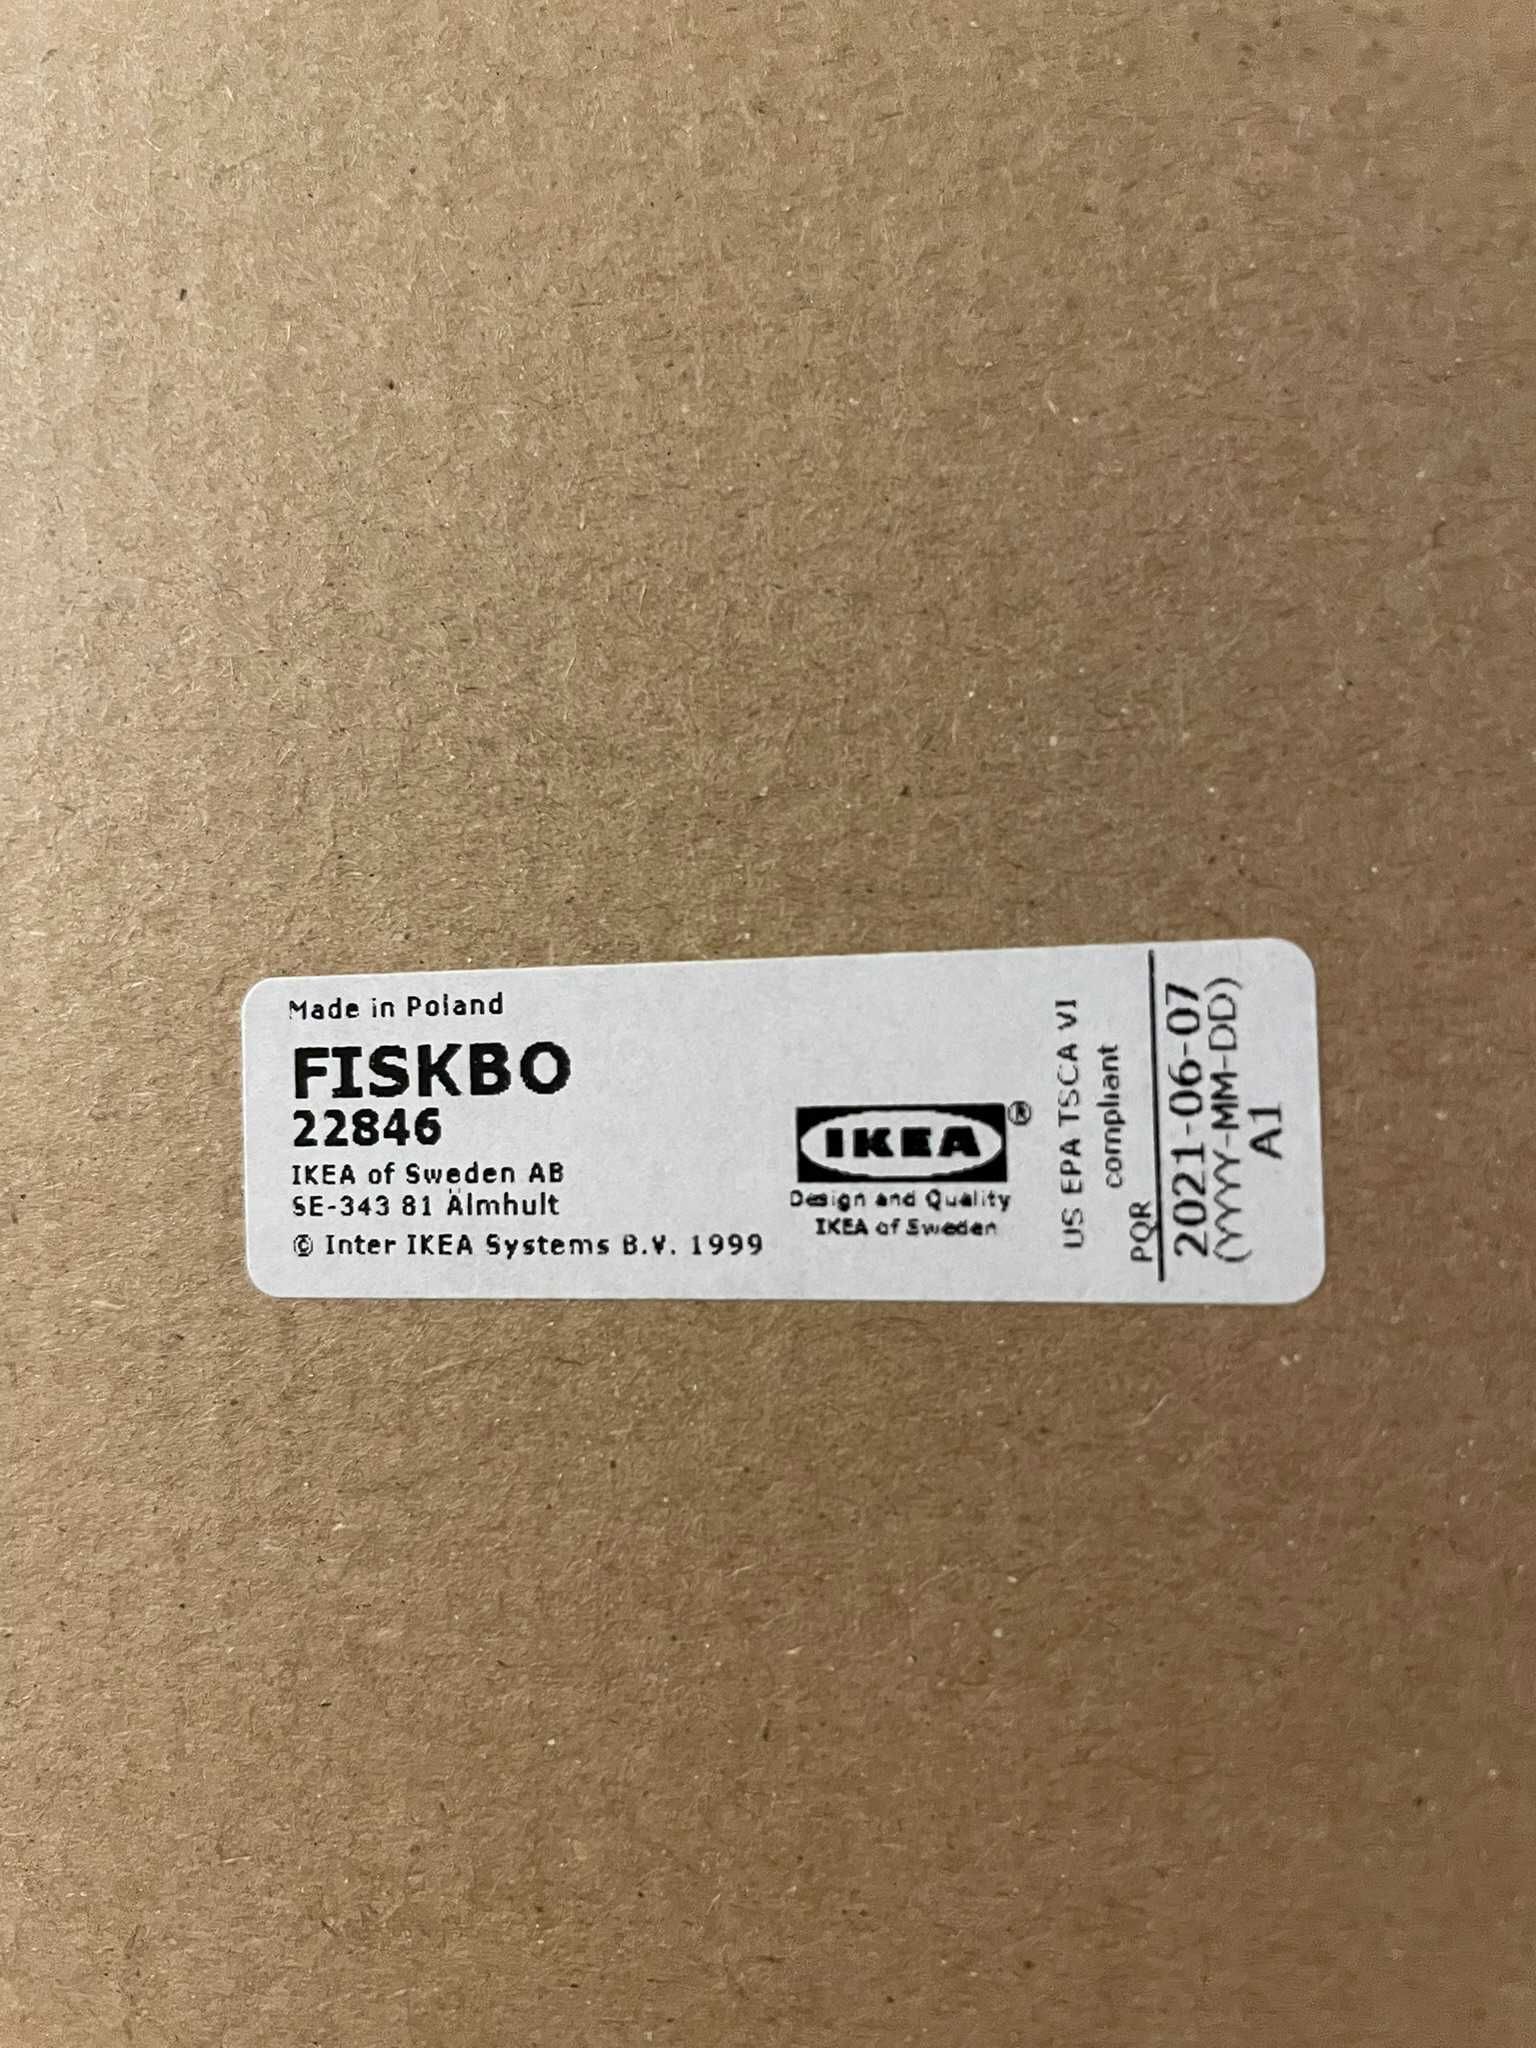 Made in Poland
FISKBO
22846
IKEA of Sweden AB
SE-343 81 Älmhult
© Inter IKEA Systems B.V. 1999
IKEA®
Design and Quality
IKEA of Sweden
US EPA TSCA VI
compliant
PQR
2021-06-07
(YYYY-MM-DD)
A1